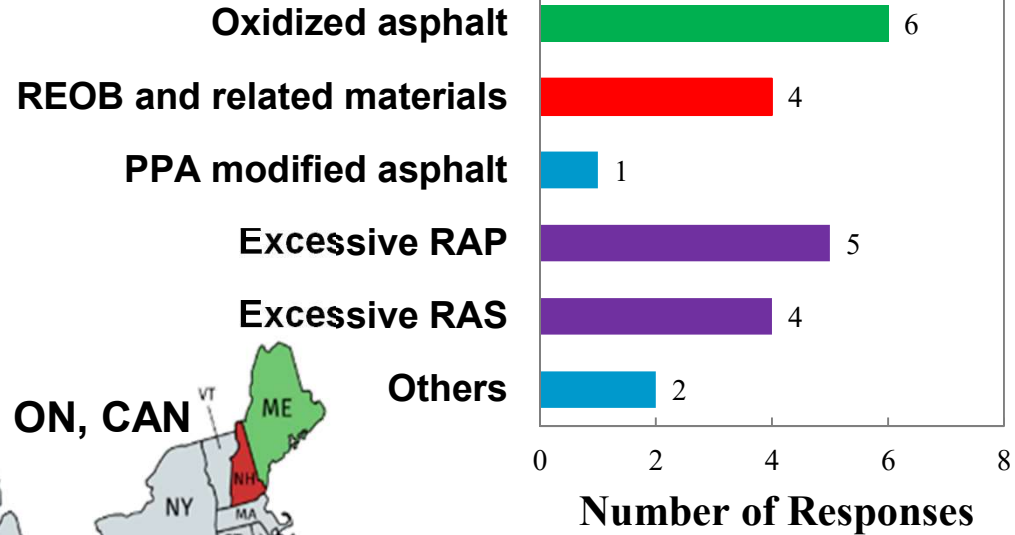 Oxidized asphalt 6
REOB and related materials 4
PPA modified asphalt 1
Excessive RAP 5
Excessive RAS 4
Others 2
0 2 4 6 8
Number of Responses
ON, CAN
VT
ME
NH
NY
MA